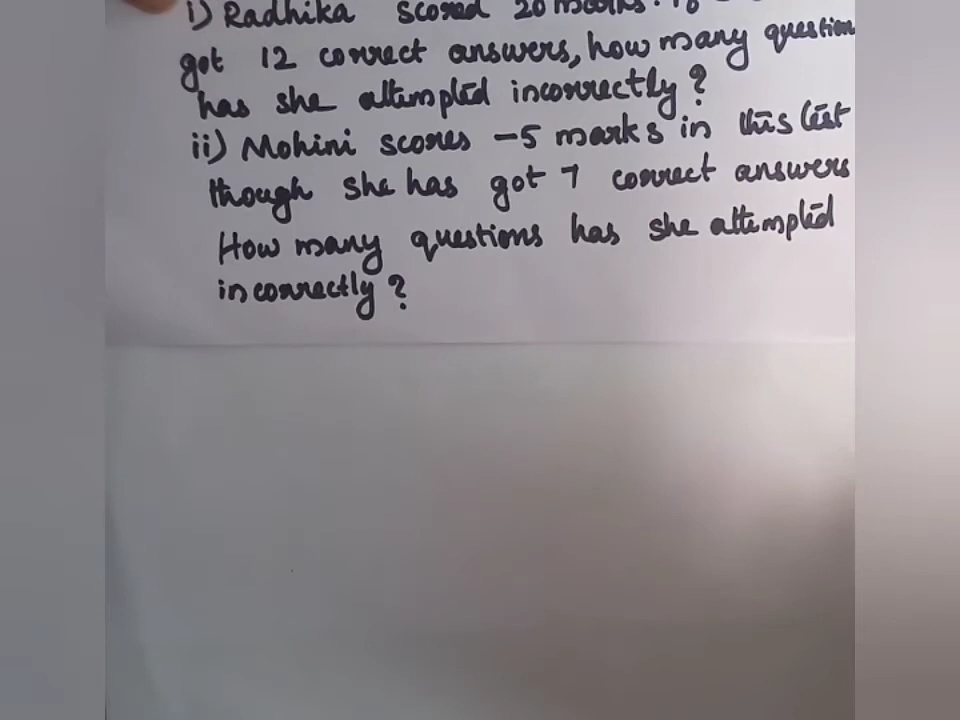 i) Radhika scored 20 marks. If
got 12 correct answers, how many question
has she attempted incorrectly?
ii) Mohini scores -5 marks in this test
though she has got 7 correct answers
How many questions has she attempted
incorrectly?